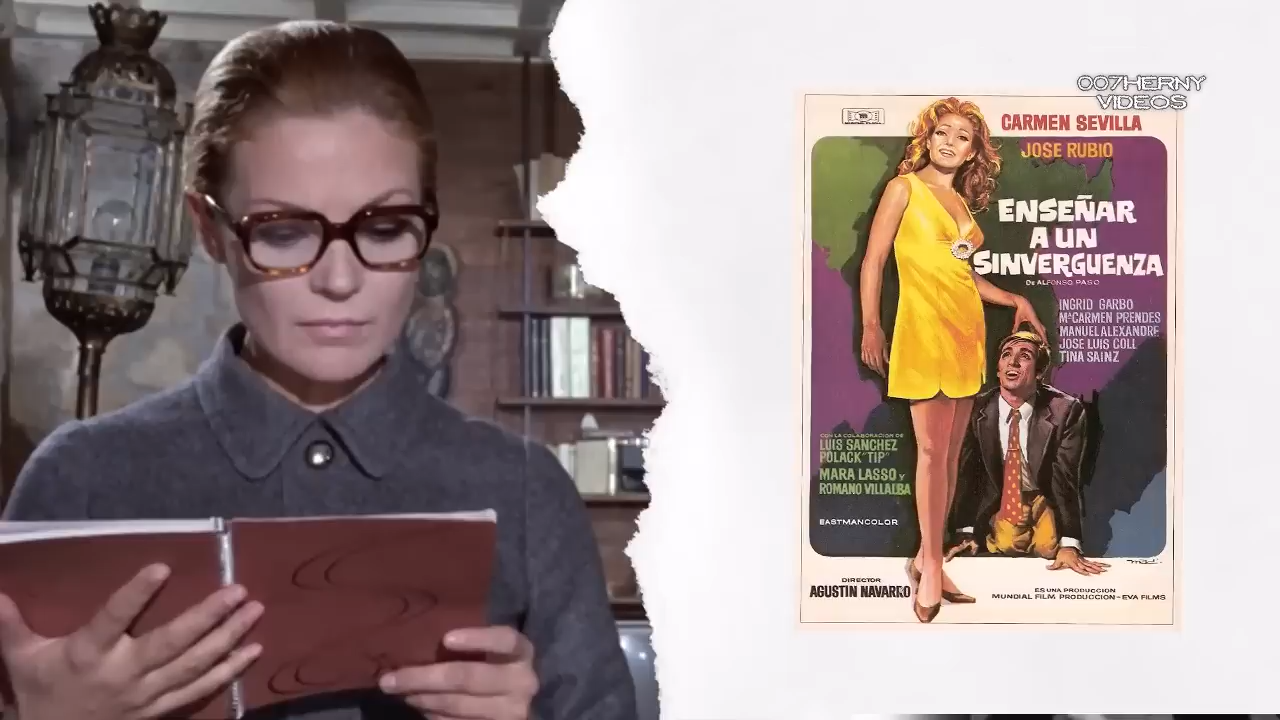 007HERNY
VIDEOS
CARMEN SEVILLA
JOSE RUBIO
ENSEÑAR
A UN
SINVERGUENZA
De ALFONSO PASO
INGRID GARBO
Mª CARMEN PRENDES
MANUEL ALEXANDRE
JOSE LUIS COLL
TINA SAINZ
CON LA COLABORACION DE
LUIS SANCHEZ
POLACK "TIP"
MARA LASSO y
ROMANO VILLALBA
EASTMANCOLOR
DIRECTOR
AGUSTIN NAVARRO
ES UNA PRODUCCION
MUNDIAL FILM PRODUCCION-EVA FILMS